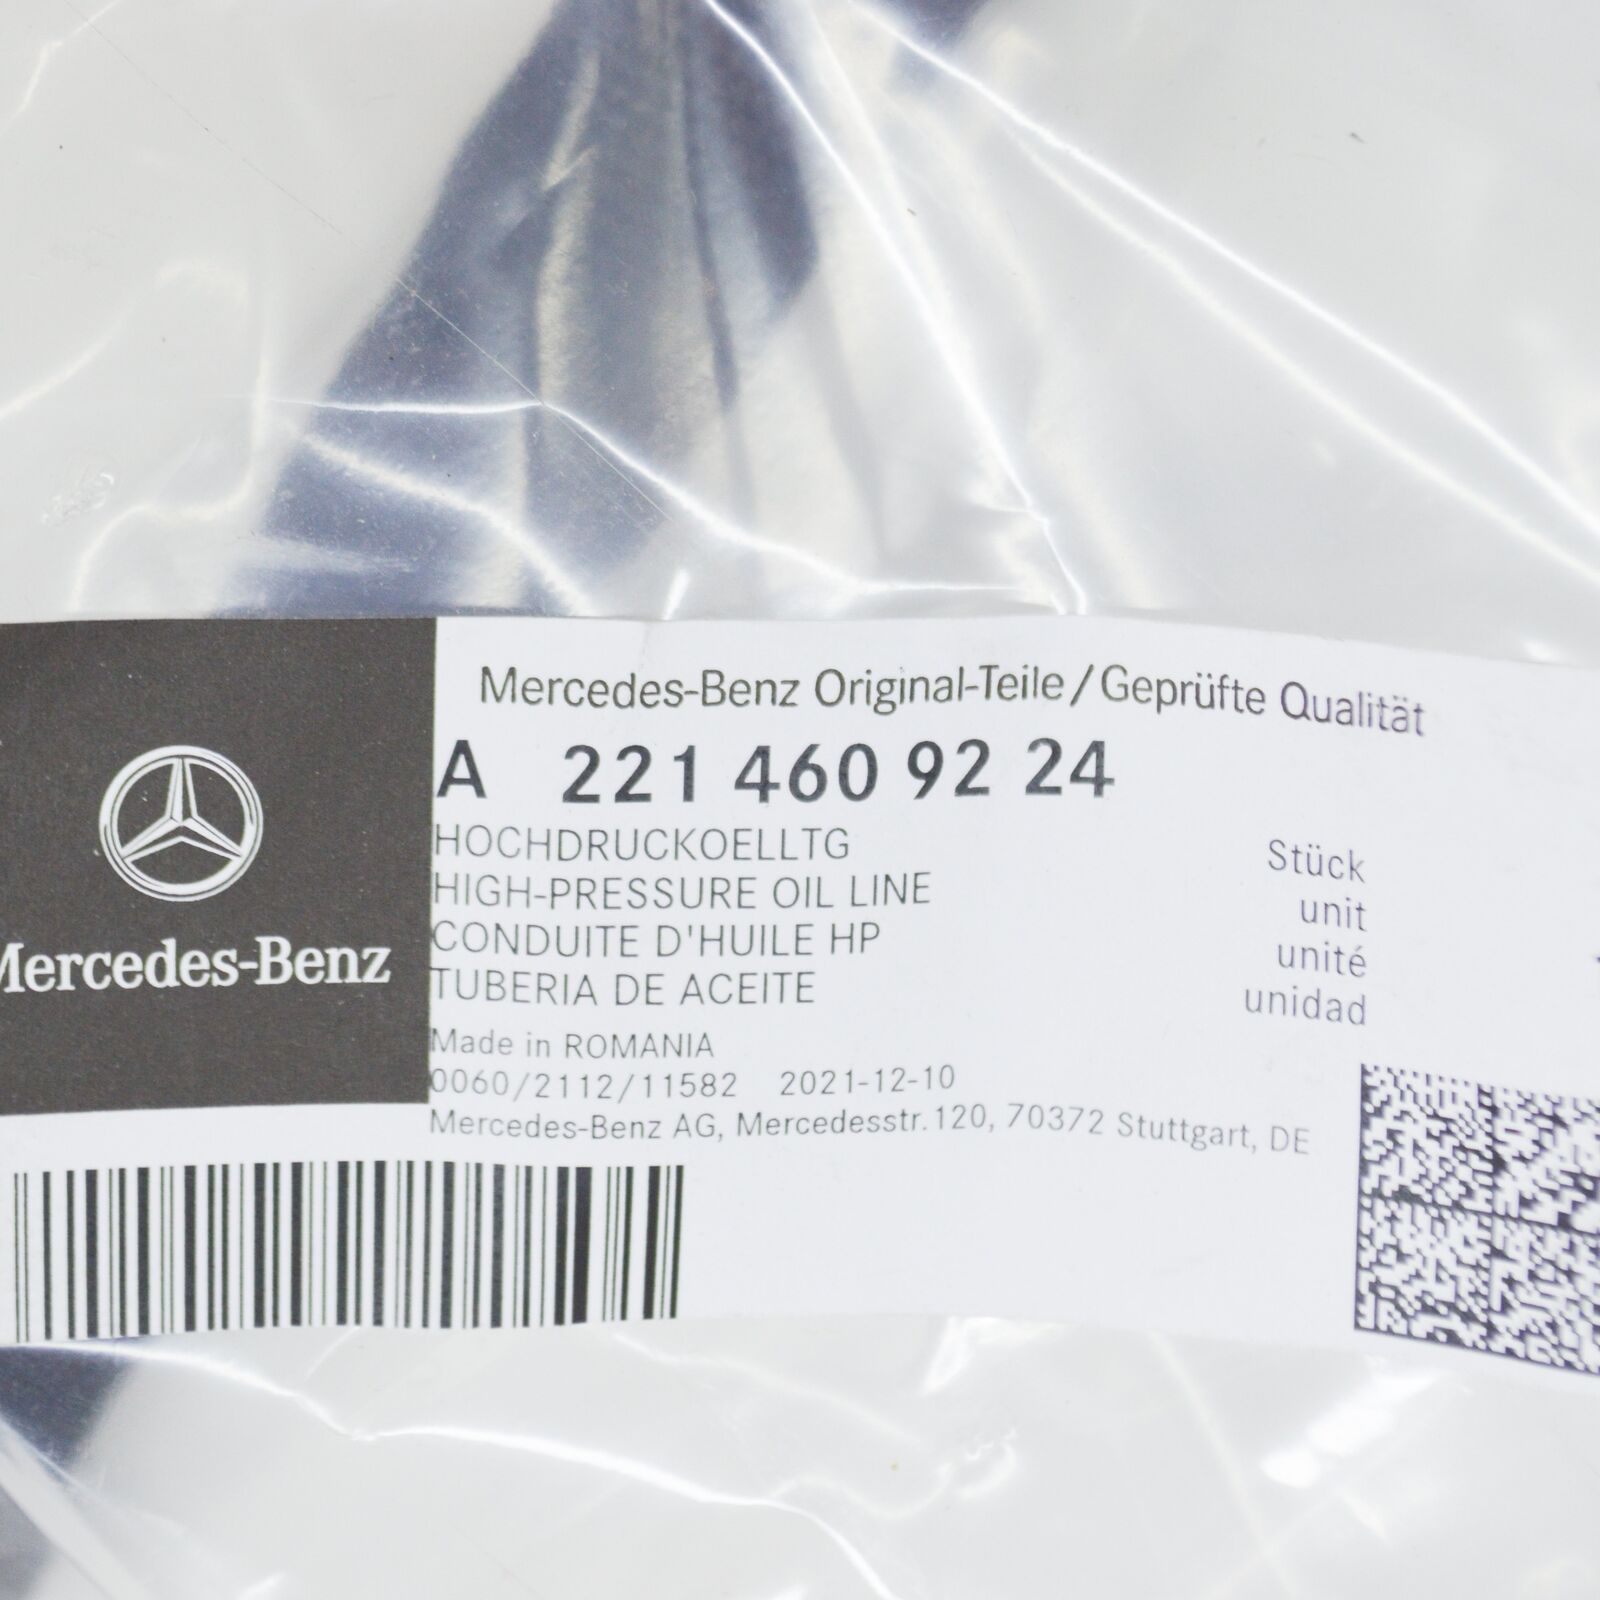 Mercedes-Benz Original-Teile/Geprüfte Qualität
A 221 460 92 24
HOCHDRUCKOELLTG
HIGH-PRESSURE OIL LINE
CONDUITE D'HUILE HP
TUBERIA DE ACEITE
Stück
unit
unité
unidad
Made in ROMANIA
0060/2112/11582 2021-12-10
Mercedes-Benz AG, Mercedesstr. 120, 70372 Stuttgart, DE
Mercedes-Benz